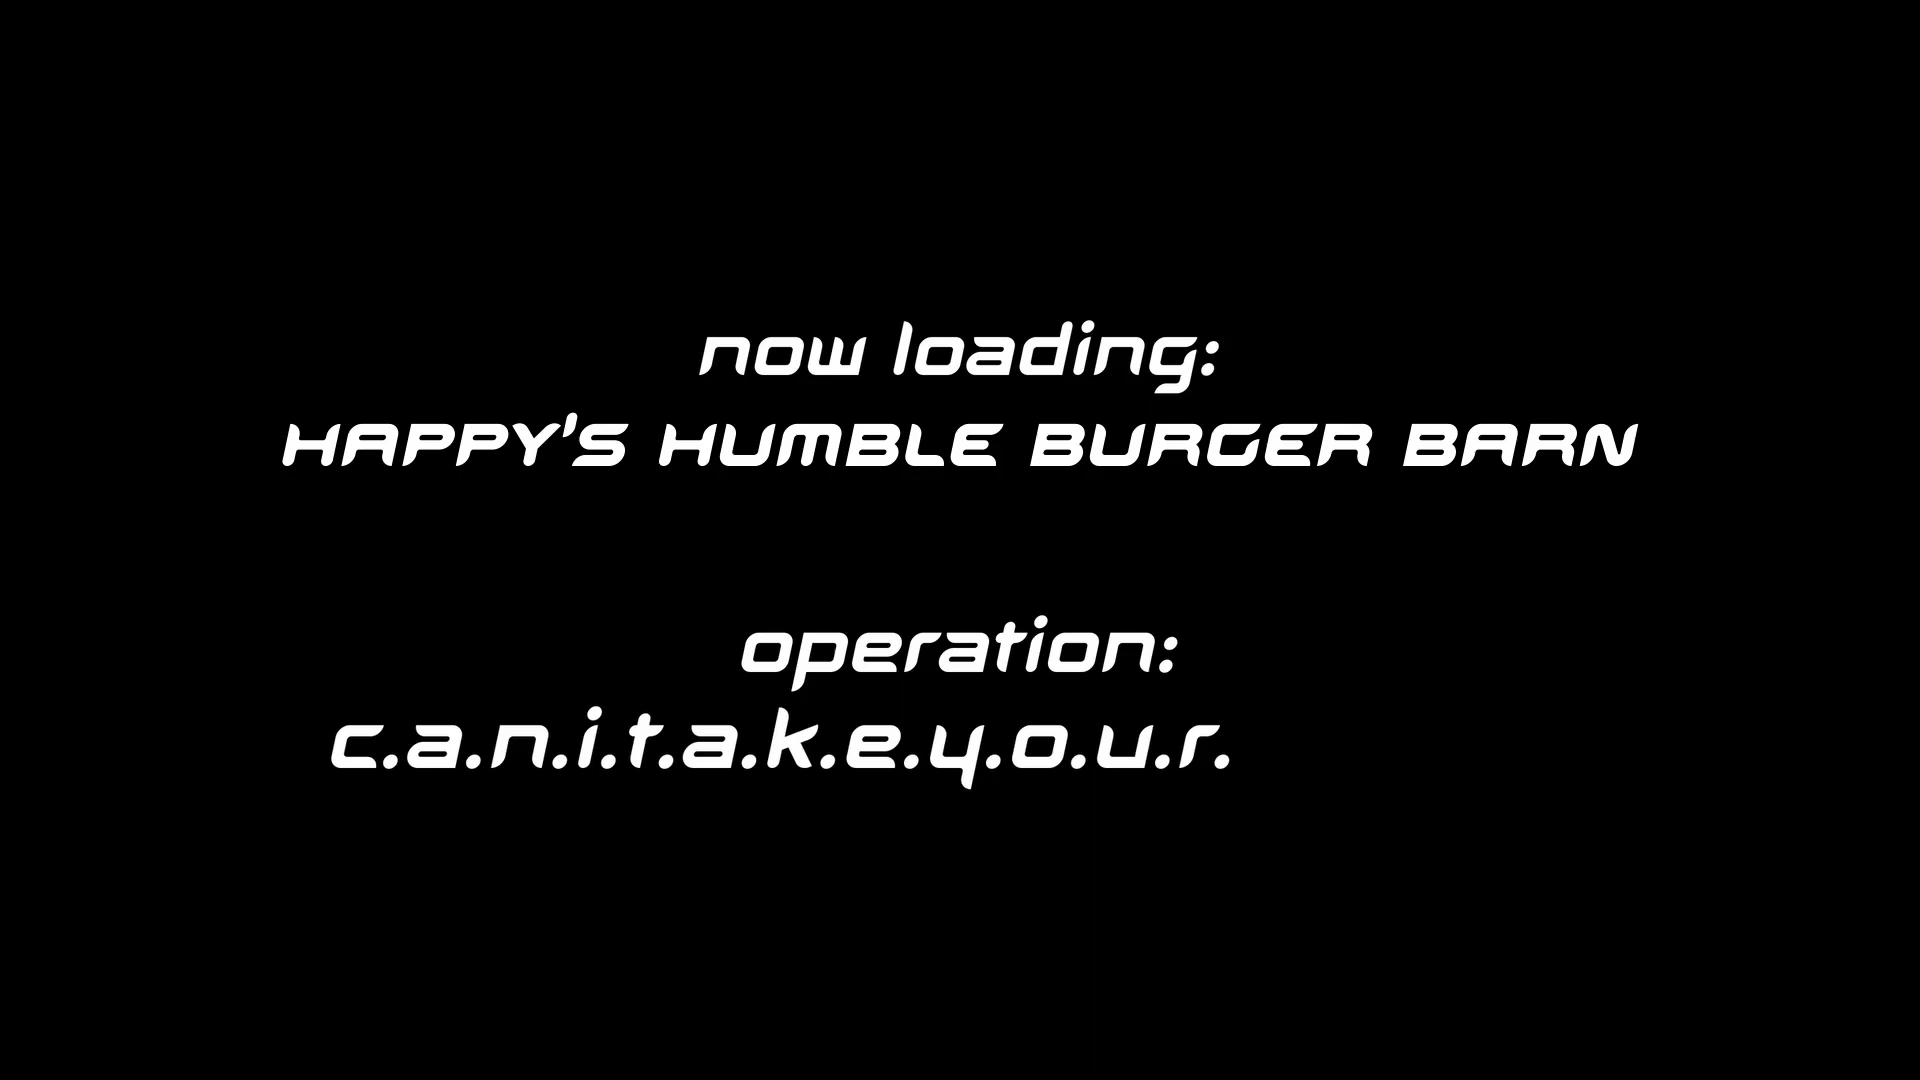 now loading:
HAPPY'S HUMBLE BURGER BARN
operation:
c.a.n.i.t.a.k.e.y.o.u.r.